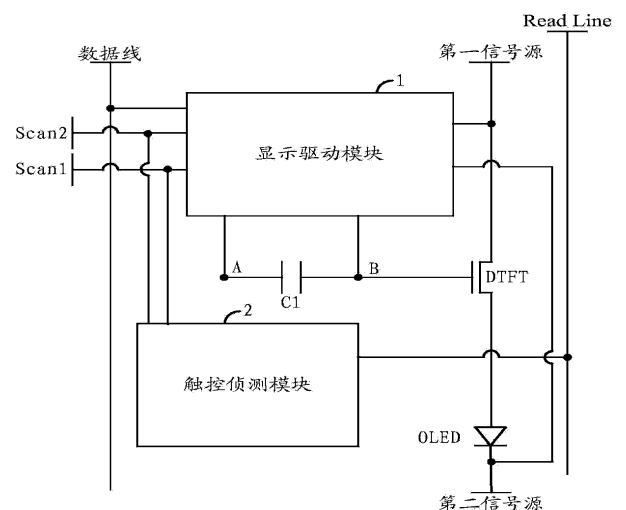 Read Line
数据线
第一信号源
1
Scan2
显示驱动模块
Scan1
A
B
C1
DTFT
2
触控侦测模块
OLED
第二信号源